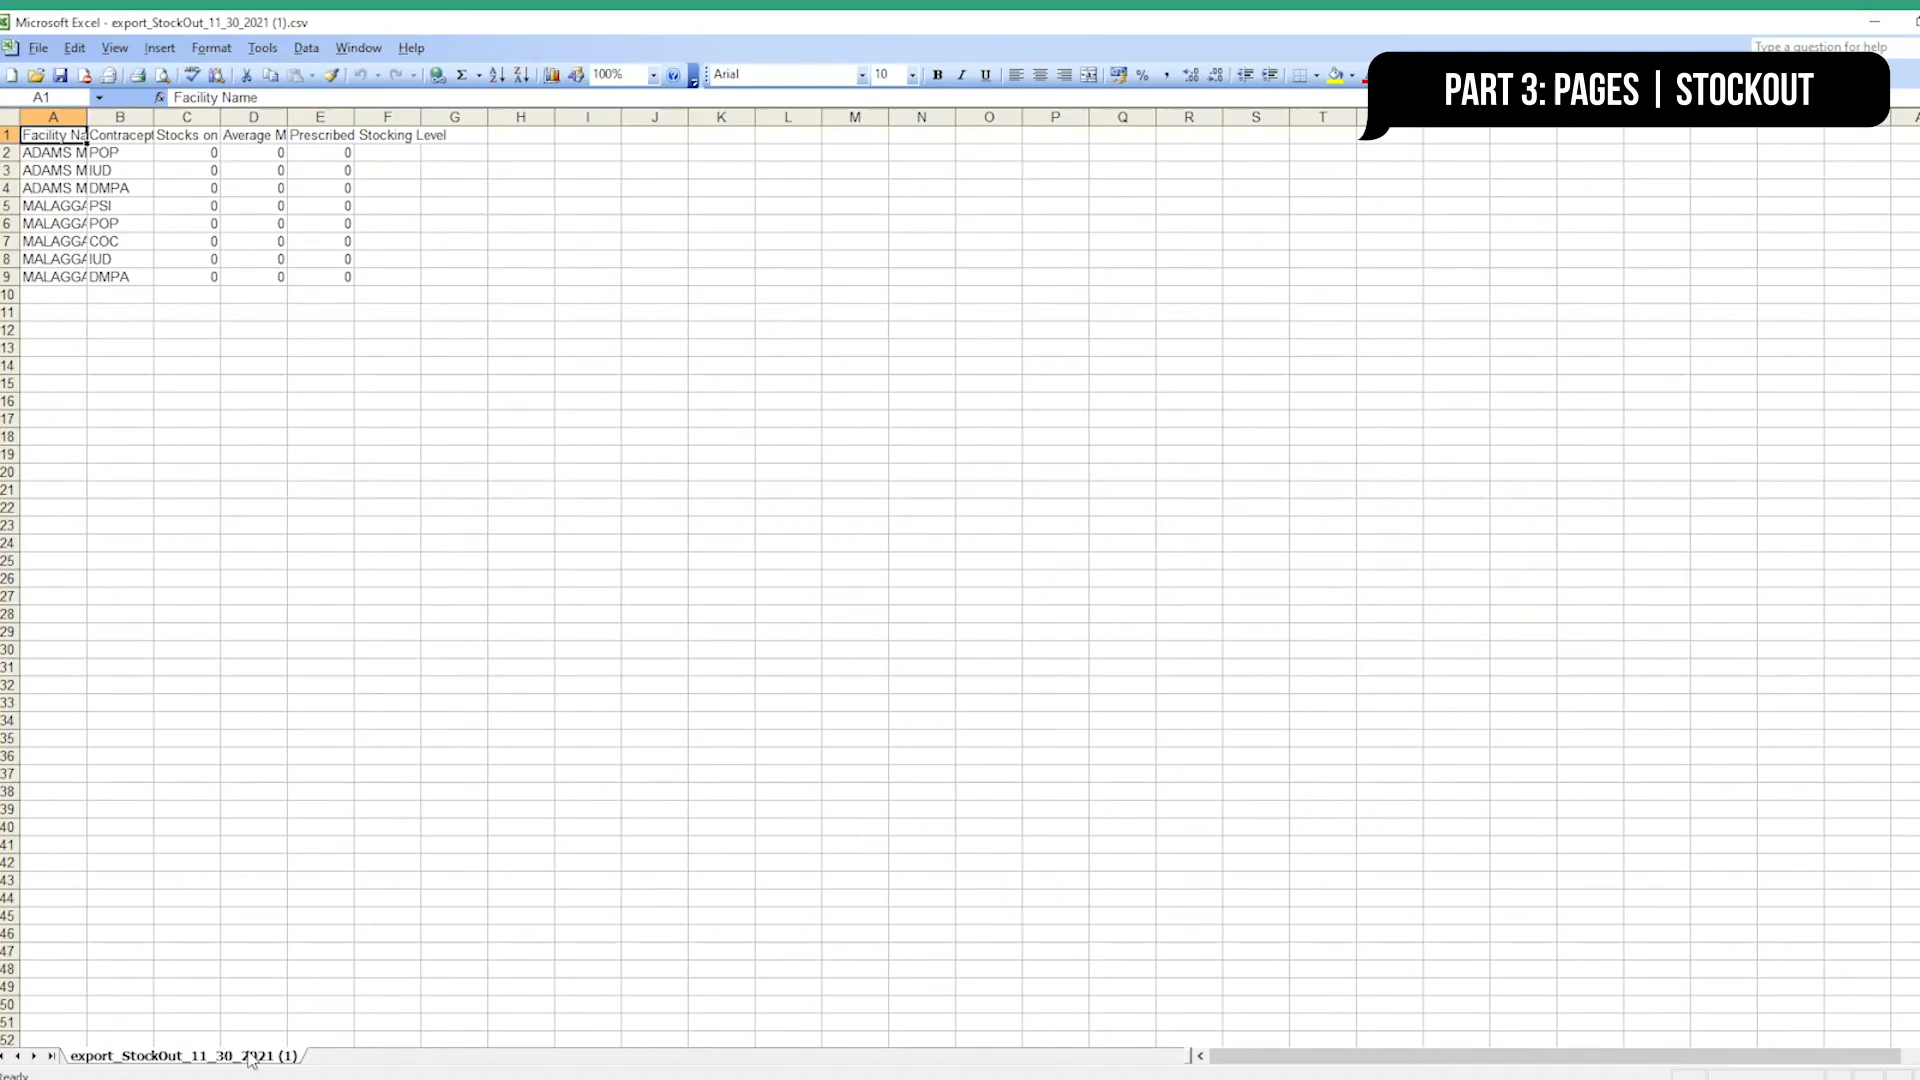 Microsoft Excel - export_StockOut_11_30_2021 (1).csv
File Edit View Insert Format Tools Data Window Help
Type a question for help
100% Arial 10 B I U
PART 3: PAGES | STOCKOUT
A1 fx Facility Name
A B C D E F G H I J K L M N O P Q R S T
1 Facility Na Contracept Stocks on Average M Prescribed Stocking Level
2 ADAMS M POP 0 0 0
3 ADAMS M IUD 0 0 0
4 ADAMS M DMPA 0 0 0
5 MALAGGA PSI 0 0 0
6 MALAGGA POP 0 0 0
7 MALAGGA COC 0 0 0
8 MALAGGA IUD 0 0 0
9 MALAGGA DMPA 0 0 0
10
11
12
13
14
15
16
17
18
19
20
21
22
23
24
25
26
27
28
29
30
31
32
33
34
35
36
37
38
39
40
41
42
43
44
45
46
47
48
49
50
51
52
export_StockOut_11_30_2021 (1)